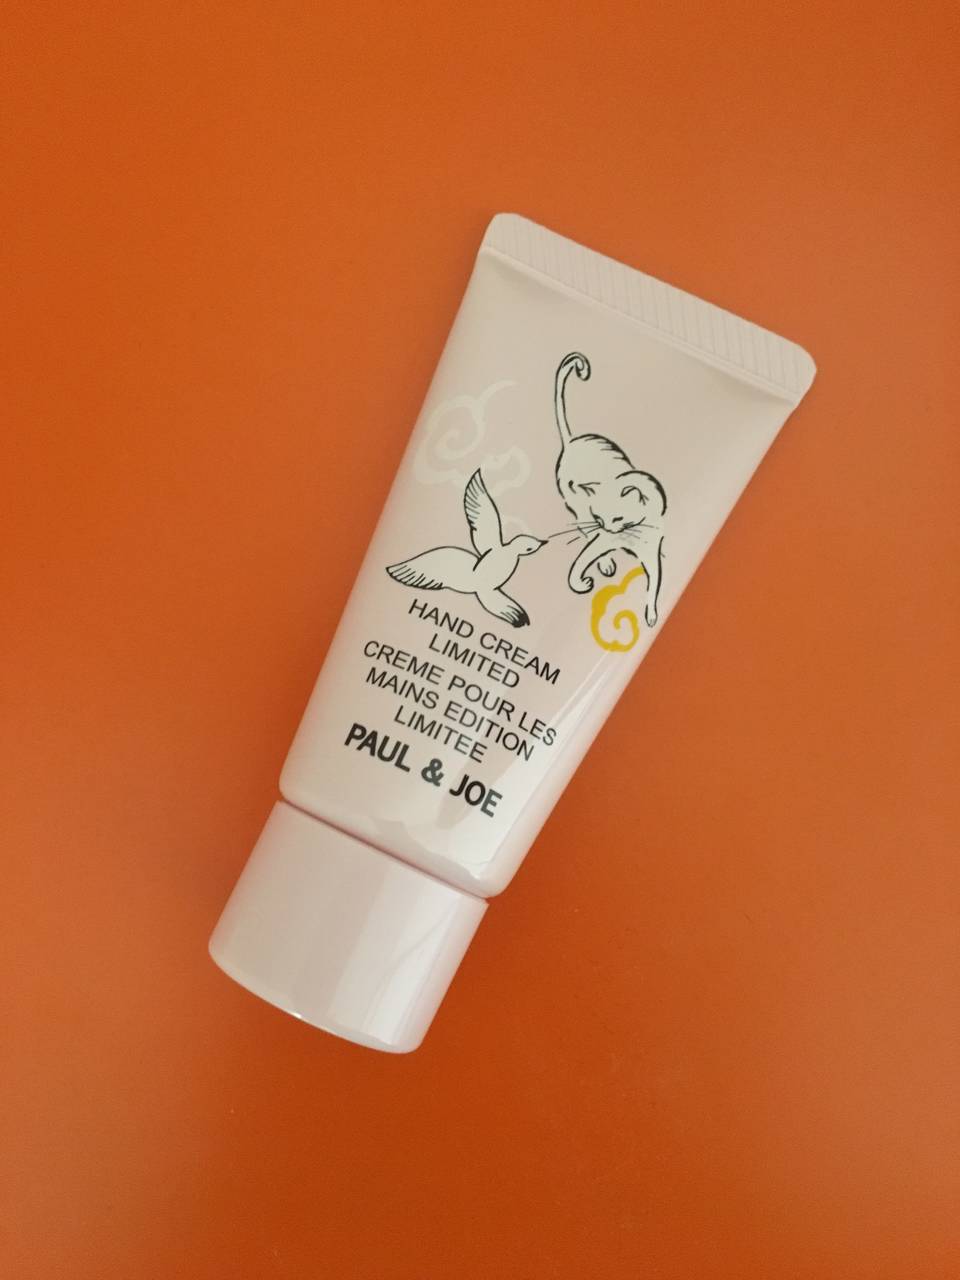 HAND CREAM
LIMITED
CREME POUR LES
MAINS EDITION
LIMITEE
PAUL & JOE